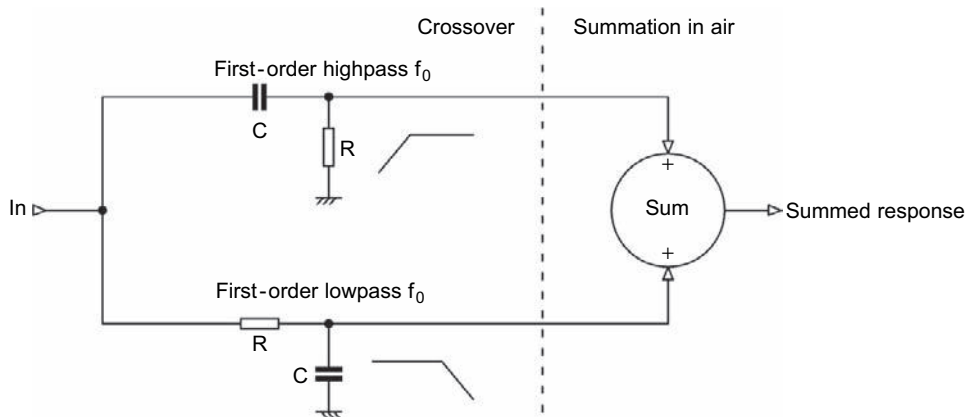 Crossover
Summation in air
First-order highpass f₀
C
R
In
+
Sum
+
Summed response
First-order lowpass f₀
R
C